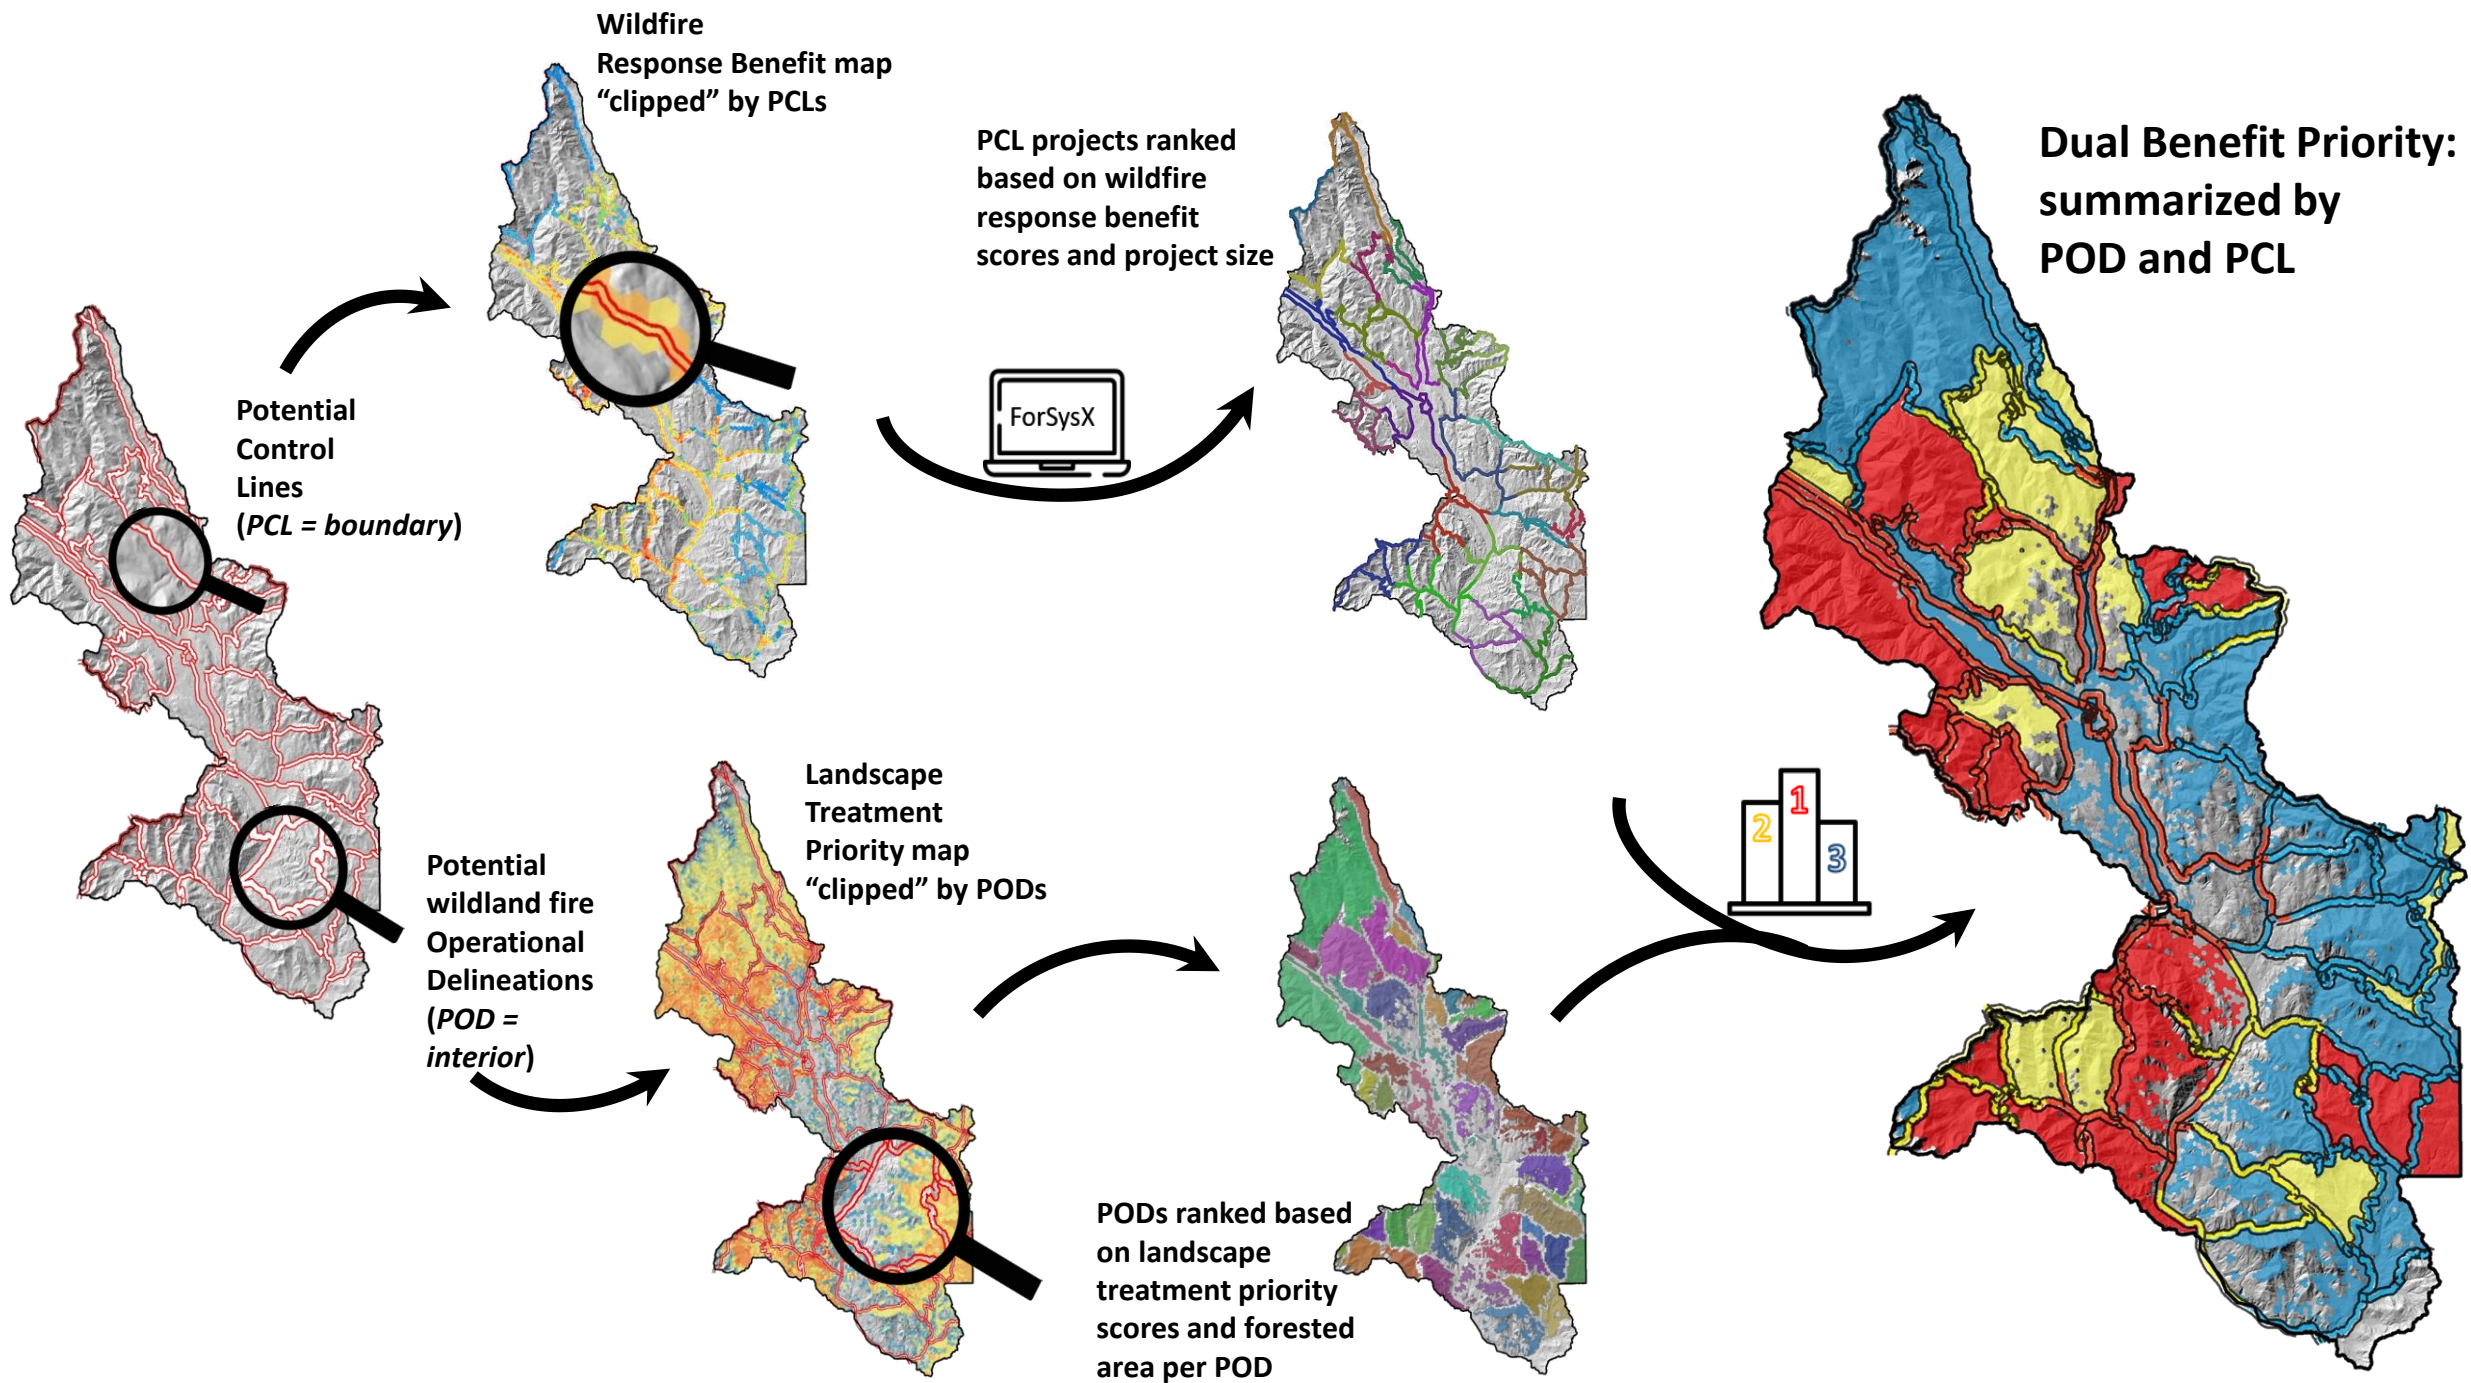 Wildfire
Response Benefit map
“clipped” by PCLs
PCL projects ranked
based on wildfire
response benefit
scores and project size
Dual Benefit Priority:
summarized by
POD and PCL
Potential
Control
Lines
(PCL = boundary)
ForSysX
Potential
wildland fire
Operational
Delineations
(POD =
interior)
Landscape
Treatment
Priority map
“clipped” by PODs
2
1
3
PODs ranked based
on landscape
treatment priority
scores and forested
area per POD